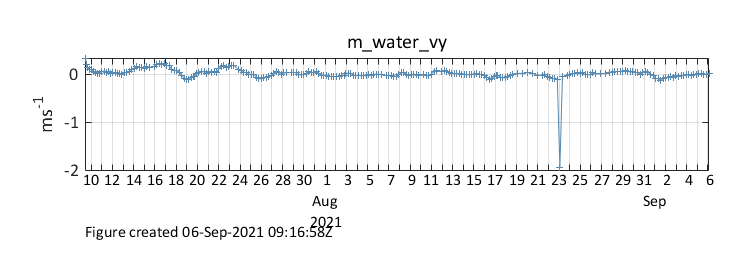 m_water_vy
0
-1
-2
ms-1
10 12 14 16 18 20 22 24 26 28 30 1 3 5 7 9 11 13 15 17 19 21 23 25 27 29 31 2 4 6
Aug Sep
2021
Figure created 06-Sep-2021 09:16:58Z